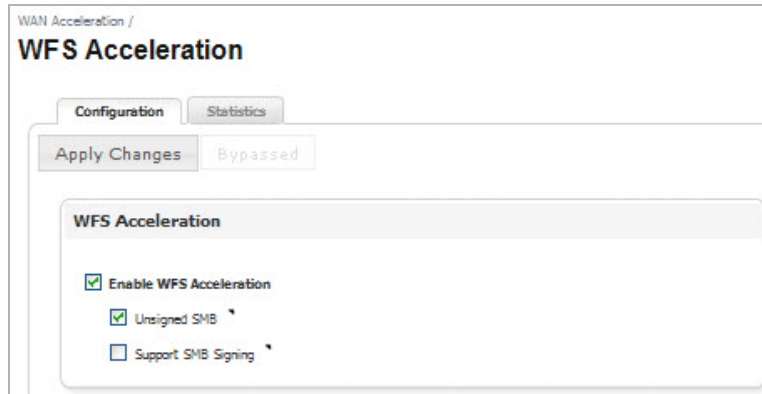 WAN Acceleration /
WFS Acceleration
Configuration Statistics
Apply Changes Bypassed
WFS Acceleration
Enable WFS Acceleration
Unsigned SMB
Support SMB Signing